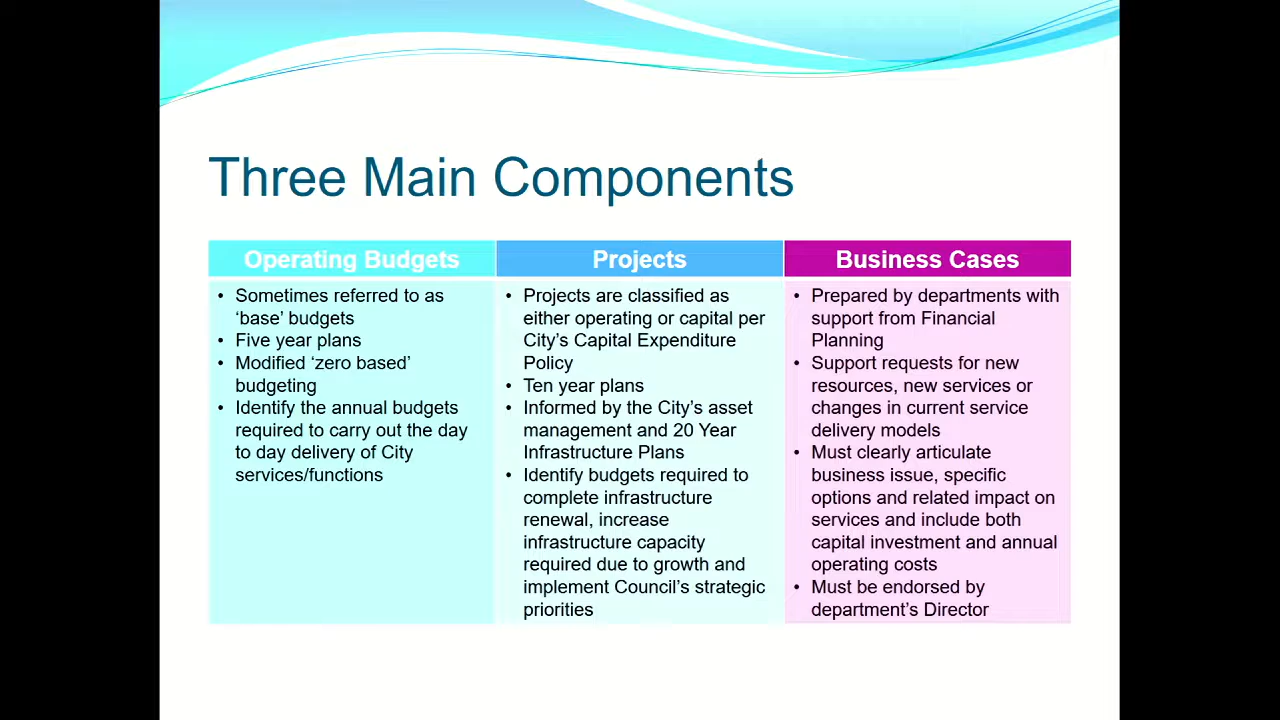 Three Main Components
Operating Budgets
• Sometimes referred to as
‘base’ budgets
• Five year plans
• Modified ‘zero based’
budgeting
• Identify the annual budgets
required to carry out the day
to day delivery of City
services/functions
Projects
• Projects are classified as
either operating or capital per
City’s Capital Expenditure
Policy
• Ten year plans
• Informed by the City’s asset
management and 20 Year
Infrastructure Plans
• Identify budgets required to
complete infrastructure
renewal, increase
infrastructure capacity
required due to growth and
implement Council’s strategic
priorities
Business Cases
• Prepared by departments with
support from Financial
Planning
• Support requests for new
resources, new services or
changes in current service
delivery models
• Must clearly articulate
business issue, specific
options and related impact on
services and include both
capital investment and annual
operating costs
• Must be endorsed by
department’s Director